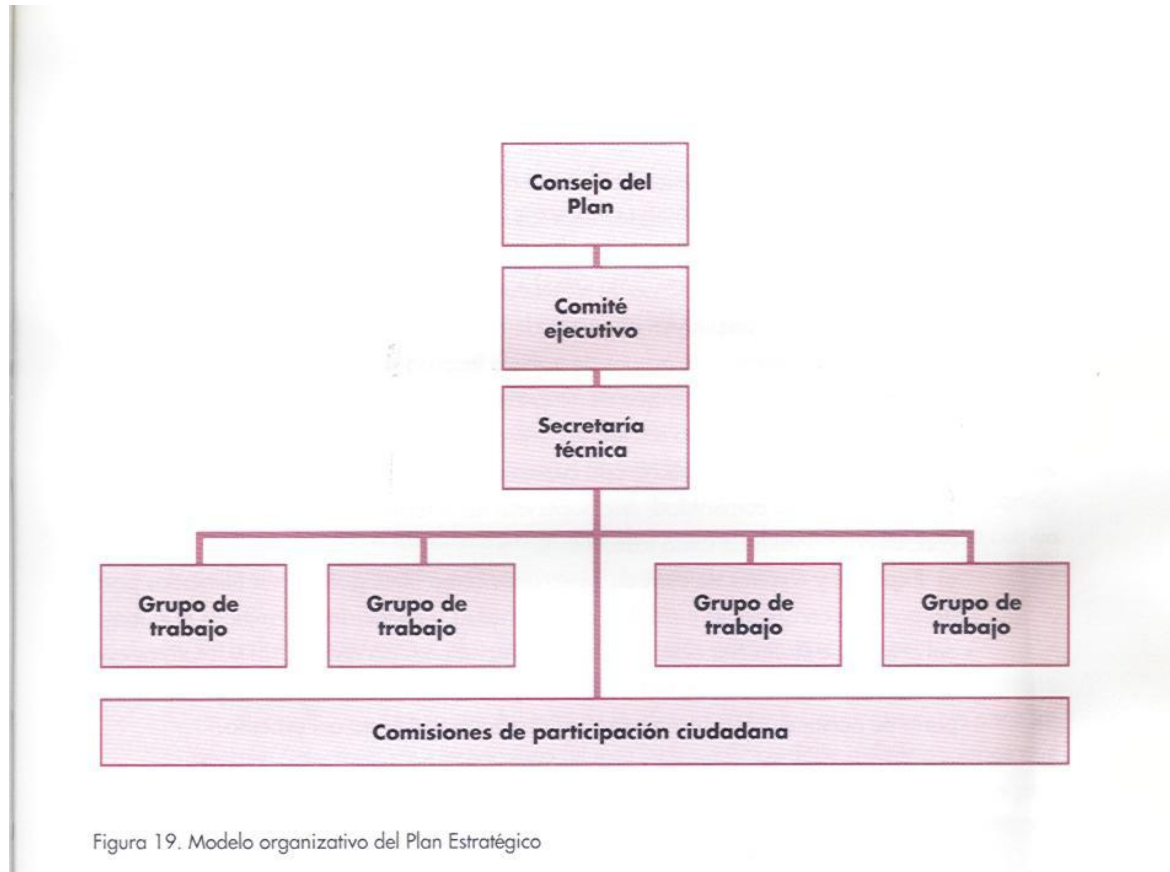 Consejo del
Plan
Comité
ejecutivo
Secretaría
técnica
Grupo de
trabajo
Grupo de
trabajo
Grupo de
trabajo
Grupo de
trabajo
Comisiones de participación ciudadana
Figura 19. Modelo organizativo del Plan Estratégico